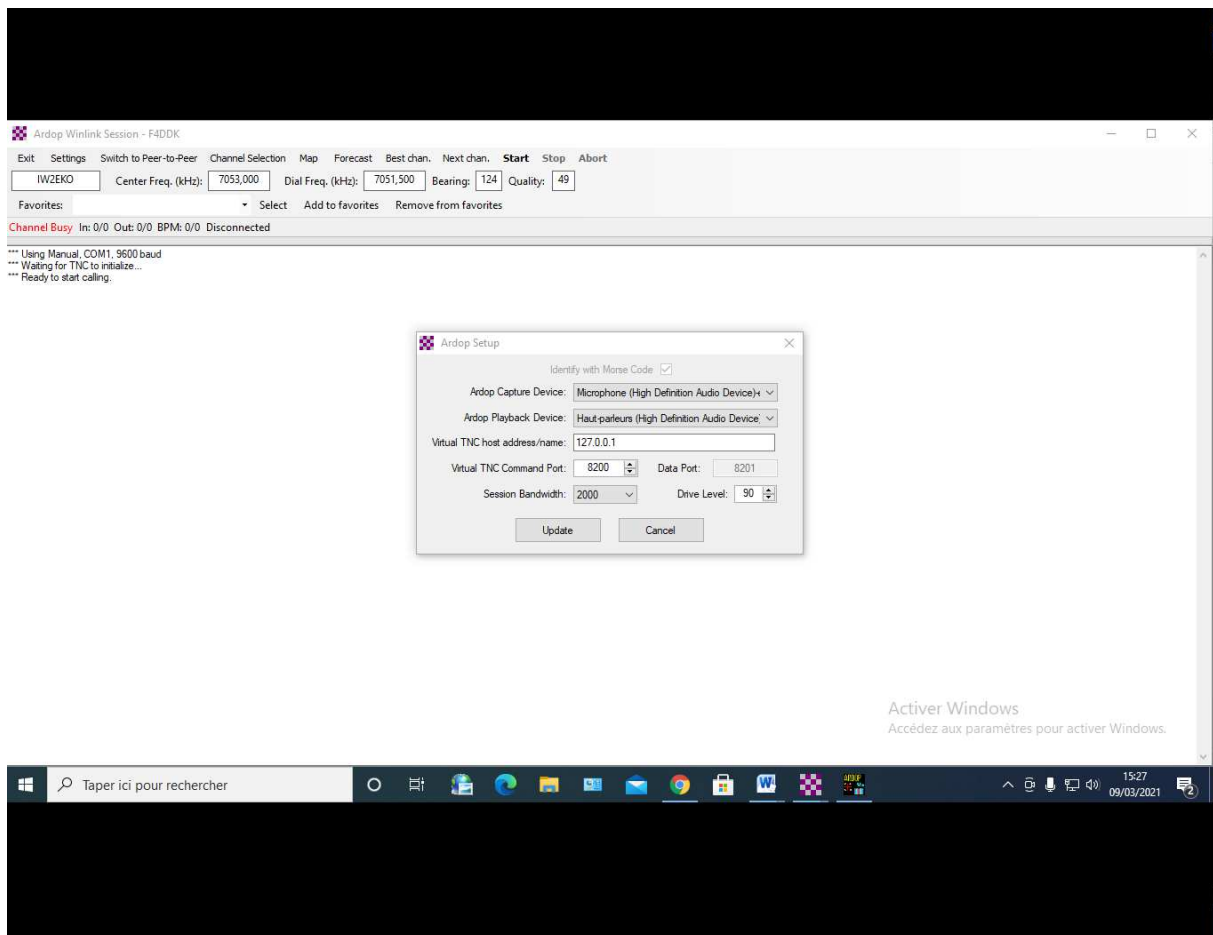 Ardop Winlink Session - F4DDK
Exit Settings Switch to Peer-to-Peer Channel Selection Map Forecast Best chan. Next chan. Start Stop Abort
IW2EKO Center Freq. (kHz): 7053,000 Dial Freq. (kHz): 7051,500 Bearing: 124 Quality: 49
Favorites: Select Add to favorites Remove from favorites
Channel Busy In: 0/0 Out: 0/0 BPM: 0/0 Disconnected
*** Using Manual, COM1, 9600 baud
*** Waiting for TNC to initialize...
*** Ready to start calling.
Ardop Setup
Identify with Morse Code
Ardop Capture Device: Microphone (High Definition Audio Device)
Ardop Playback Device: Haut-parleurs (High Definition Audio Device)
Virtual TNC host address/name: 127.0.0.1
Virtual TNC Command Port: 8200 Data Port: 8201
Session Bandwidth: 2000 Drive Level: 90
Update Cancel
Activer Windows
Accédez aux paramètres pour activer Windows.
Taper ici pour rechercher
ARDOP
15:27
09/03/2021
2